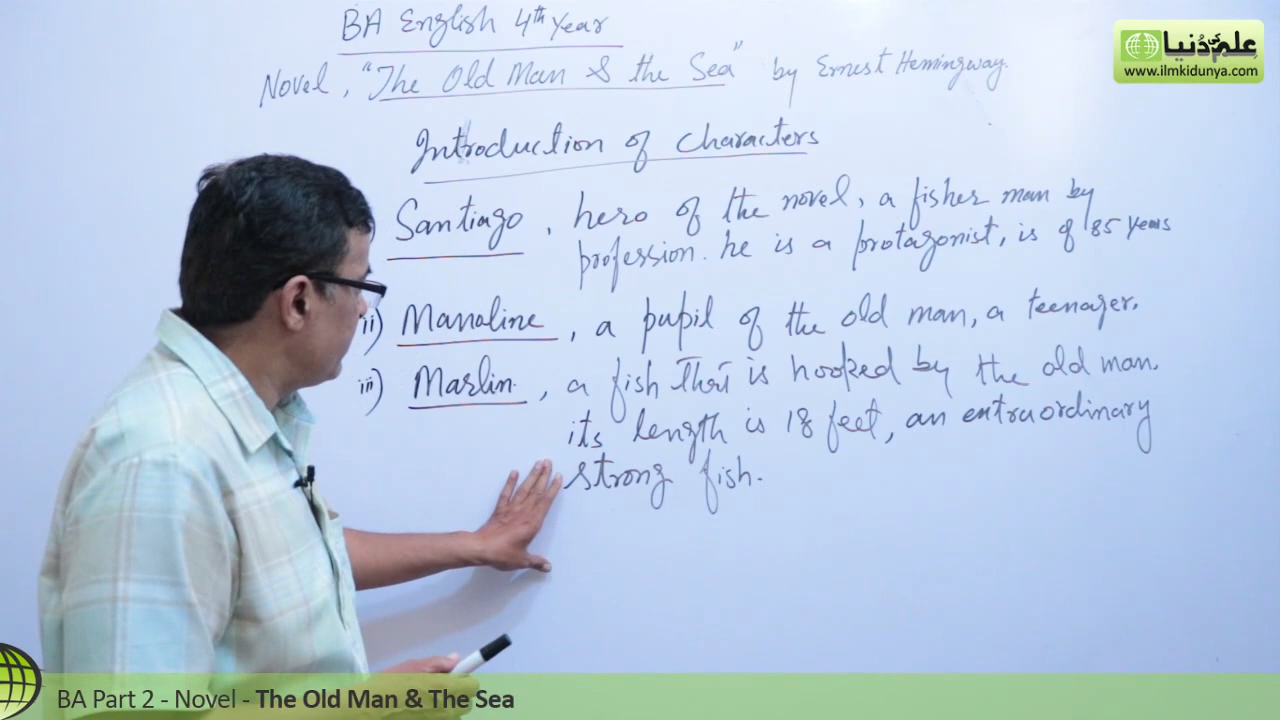 BA English 4th Year
Novel, "The Old Man & the Sea" by Ernest Hemingway.
علم کی دُنیا
www.ilmkidunya.com
Introduction of characters
Santiago, hero of the novel, a fisher man by
profession. he is a protagonist, is of 85 years
ii) Manoline, a pupil of the old man, a teenager.
iii) Marlin, a fish that is hooked by the old man.
its length is 18 feet, an extraordinary
strong fish.
BA Part 2 - Novel - The Old Man & The Sea